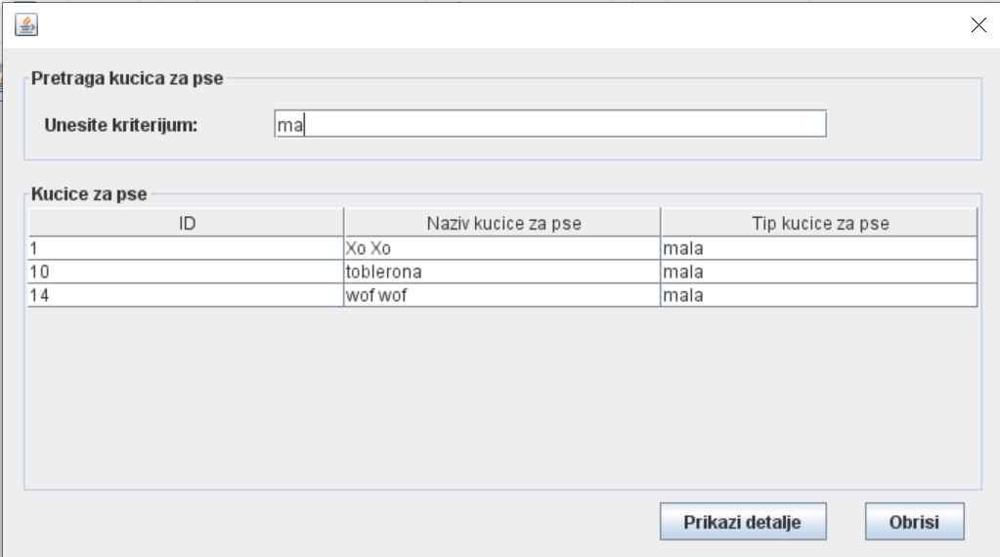 Pretraga kucica za pse
Unesite kriterijum: ma
Kucice za pse
ID Naziv kucice za pse Tip kucice za pse
1 Xo Xo mala
10 toblerona mala
14 wof wof mala
Prikazi detalje Obrisi